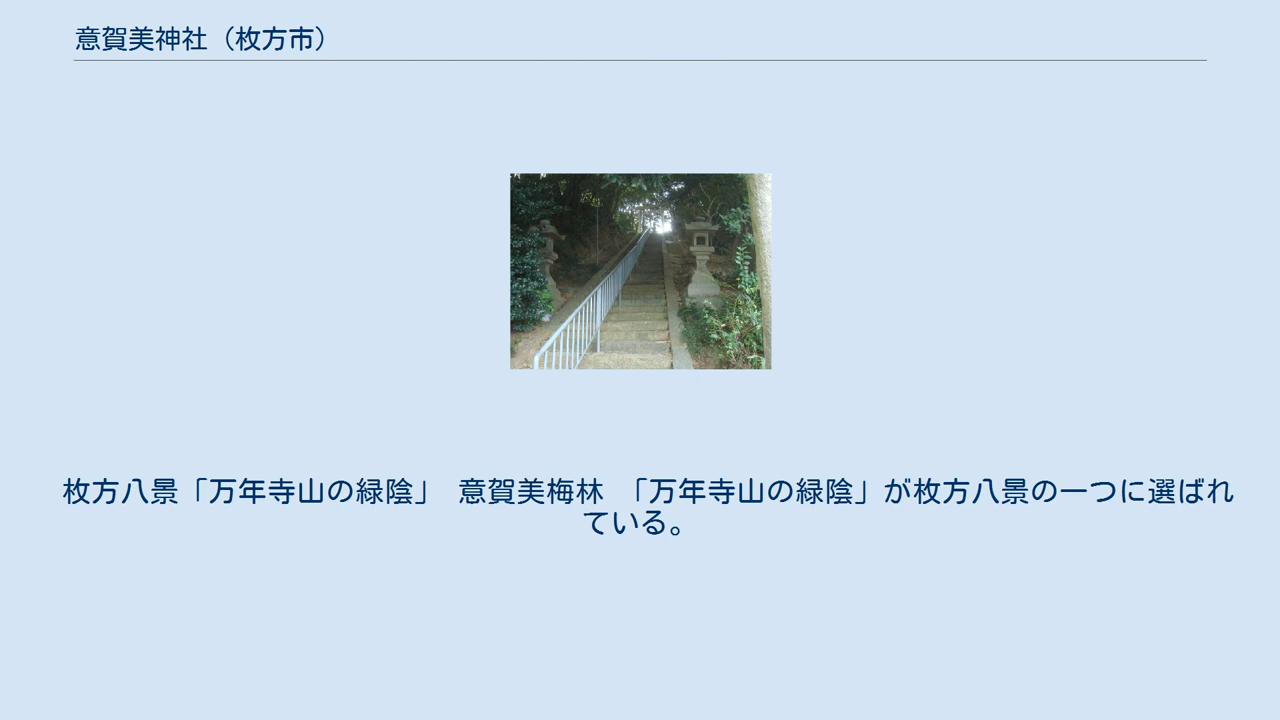 意賀美神社（枚方市）
枚方八景「万年寺山の緑陰」 意賀美梅林 「万年寺山の緑陰」が枚方八景の一つに選ばれ
ている。